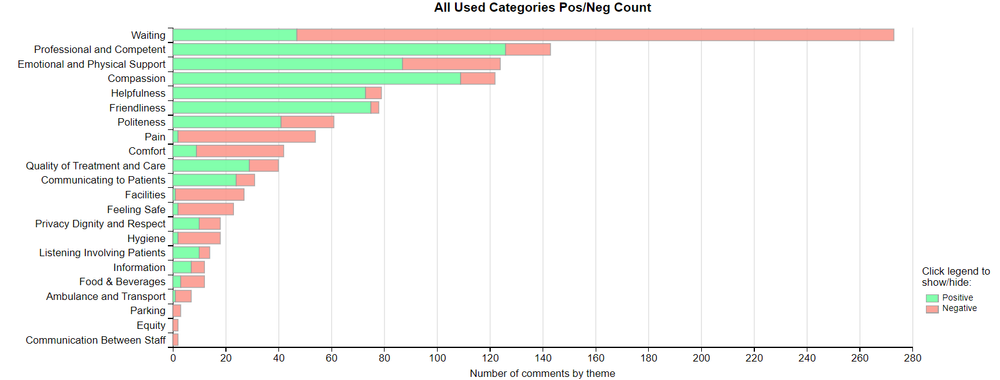 All Used Categories Pos/Neg Count
Waiting
Professional and Competent
Emotional and Physical Support
Compassion
Helpfulness
Friendliness
Politeness
Pain
Comfort
Quality of Treatment and Care
Communicating to Patients
Facilities
Feeling Safe
Privacy Dignity and Respect
Hygiene
Listening Involving Patients
Information
Food & Beverages
Ambulance and Transport
Parking
Equity
Communication Between Staff
0 20 40 60 80 100 120 140 160 180 200 220 240 260 280
Number of comments by theme
Click legend to
show/hide:
Positive
Negative